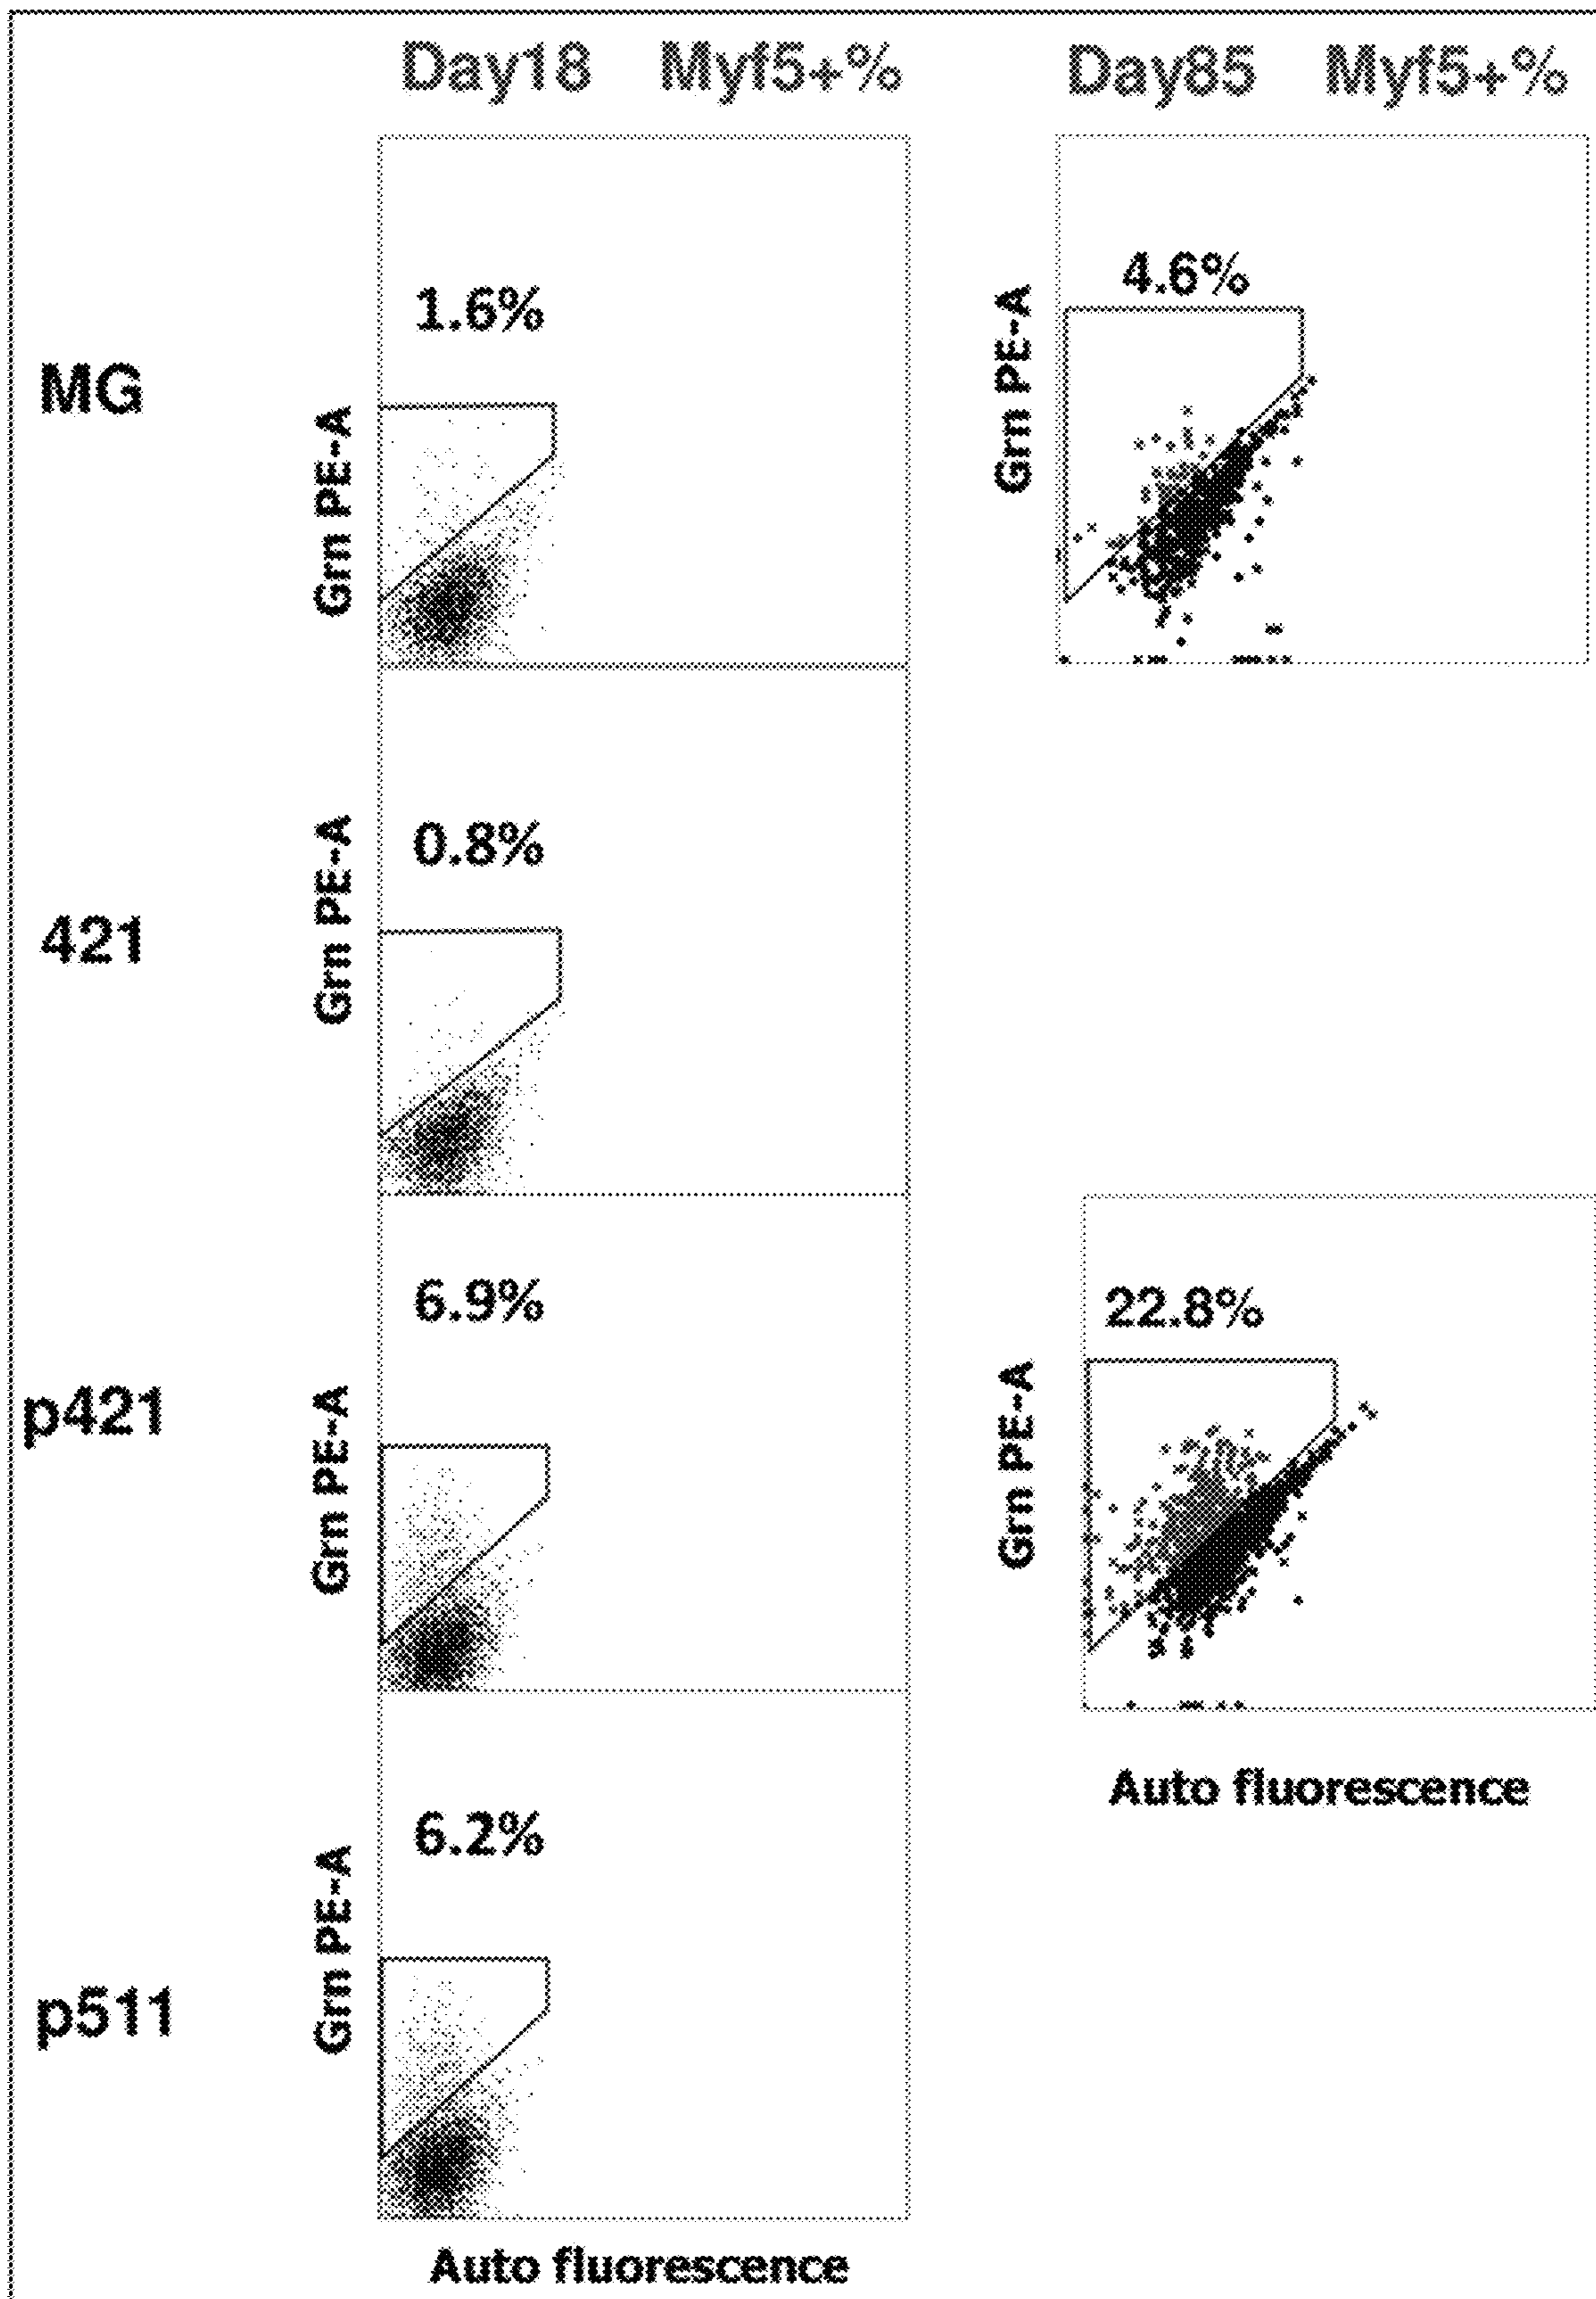 Day18 Myf5+% Day85 Myf5+%
MG
Grn PE-A
1.6%
Grn PE-A
4.6%
421
Grn PE-A
0.8%
p421
Grn PE-A
6.9%
Grn PE-A
22.8%
Auto fluorescence
p511
Grn PE-A
6.2%
Auto fluorescence